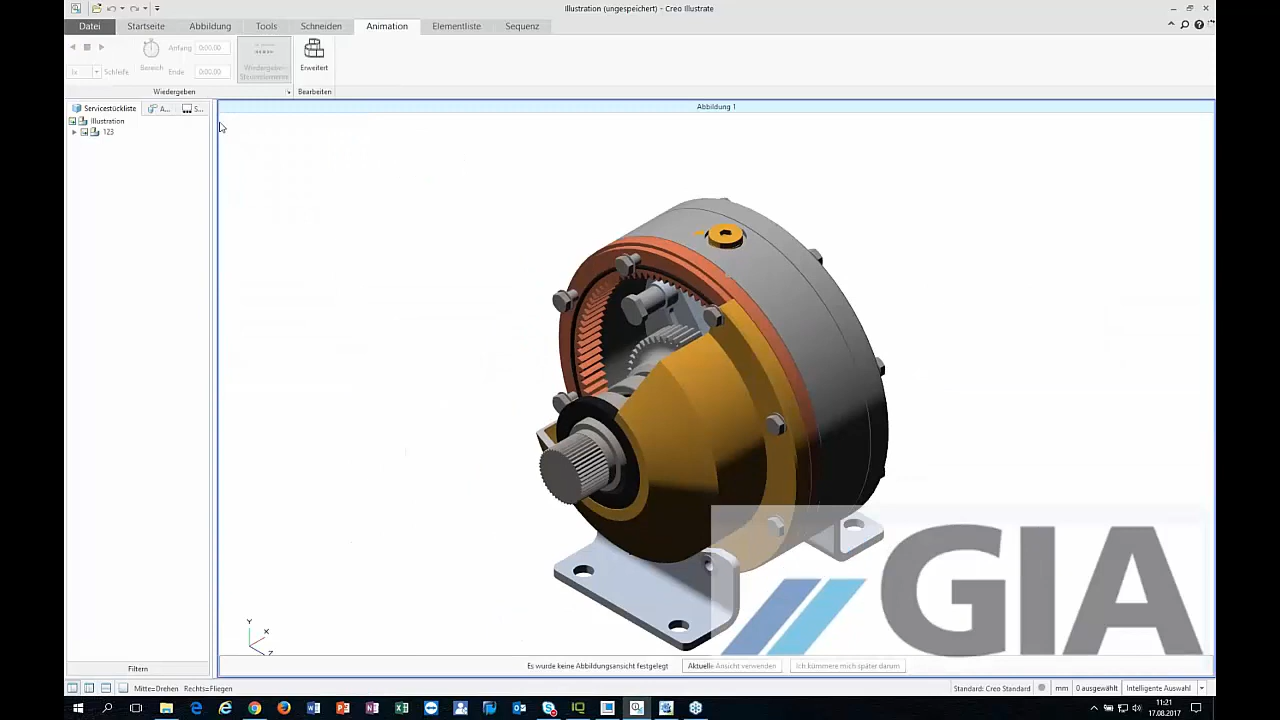 Illustration (ungespeichert) - Creo Illustrate
Datei Startseite Abbildung Tools Schneiden Animation Elementliste Sequenz
Anfang 0:00.00
1x Schleife Bereich Ende 0:00.00
Wiedergeben-Steuerelemente
Erweitert
Wiedergeben Bearbeiten
Servicestückliste A... S...
Abbildung 1
Illustration
123
GIA
Y
X
Z
Es wurde keine Abbildungsansicht festgelegt Aktuelle Ansicht verwenden Ich kümmere mich später darum
Filtern
Mitte=Drehen Rechts=Fliegen Standard: Creo Standard mm 0 ausgewählt Intelligente Auswahl
11:21
17.08.2017